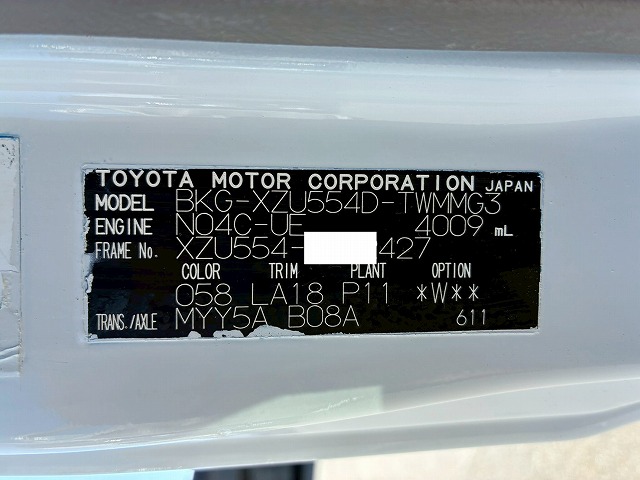 TOYOTA MOTOR CORPORATION JAPAN
MODEL BKG-XZU554D-TWMMG3
ENGINE N04C-UE 4009 mL
FRAME No. XZU554- 427
COLOR TRIM PLANT OPTION
058 LA18 P11 *W**
TRANS./AXLE MYY5A B08A 611